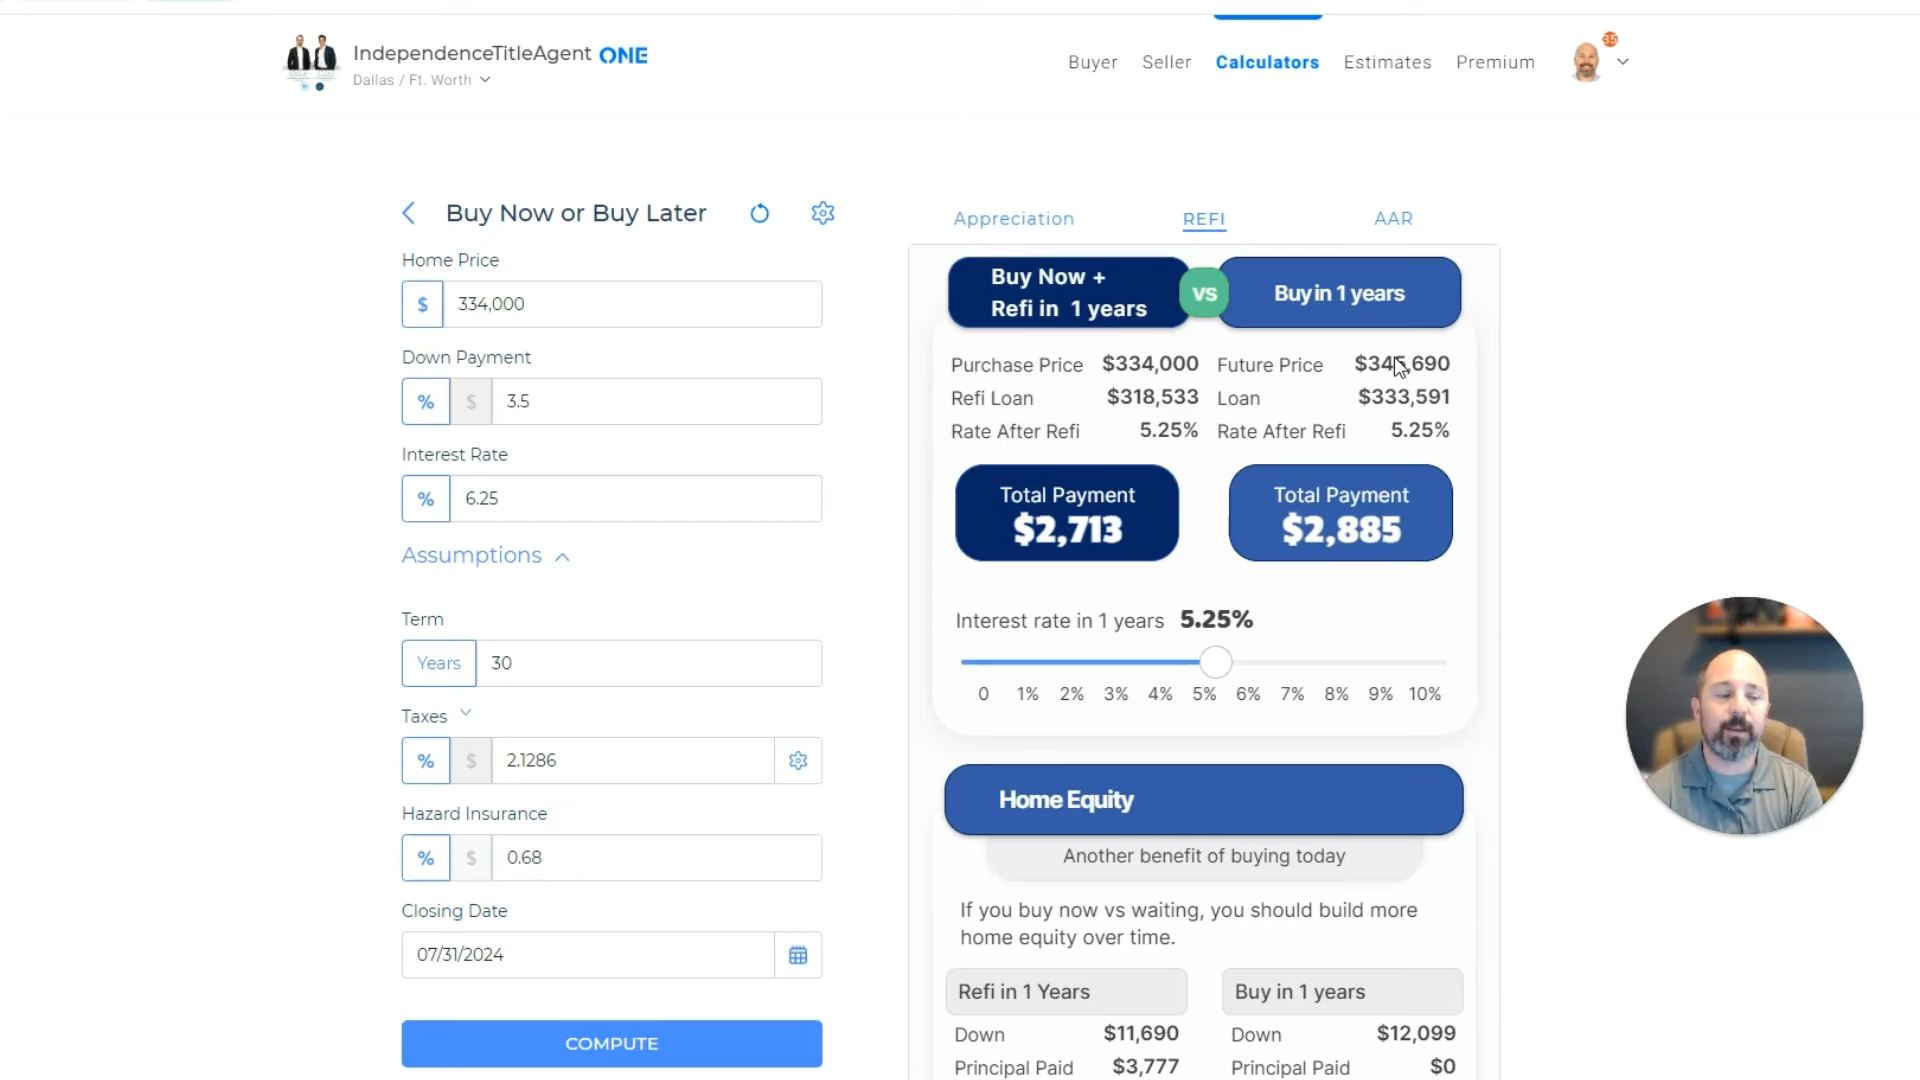 IndependenceTitleAgent ONE
Dallas / Ft. Worth
Buyer Seller Calculators Estimates Premium
35
Buy Now or Buy Later
Home Price
$ 334,000
Down Payment
% $ 3.5
Interest Rate
% 6.25
Assumptions
Term
Years 30
Taxes
% $ 2.1286
Hazard Insurance
% $ 0.68
Closing Date
07/31/2024
COMPUTE
Appreciation REFI AAR
Buy Now +
Refi in 1 years
vs
Buy in 1 years
Purchase Price $334,000 Future Price $345,690
Refi Loan $318,533 Loan $333,591
Rate After Refi 5.25% Rate After Refi 5.25%
Total Payment
$2,713
Total Payment
$2,885
Interest rate in 1 years 5.25%
0 1% 2% 3% 4% 5% 6% 7% 8% 9% 10%
Home Equity
Another benefit of buying today
If you buy now vs waiting, you should build more
home equity over time.
Refi in 1 Years Buy in 1 years
Down $11,690 Down $12,099
Principal Paid $3,777 Principal Paid $0